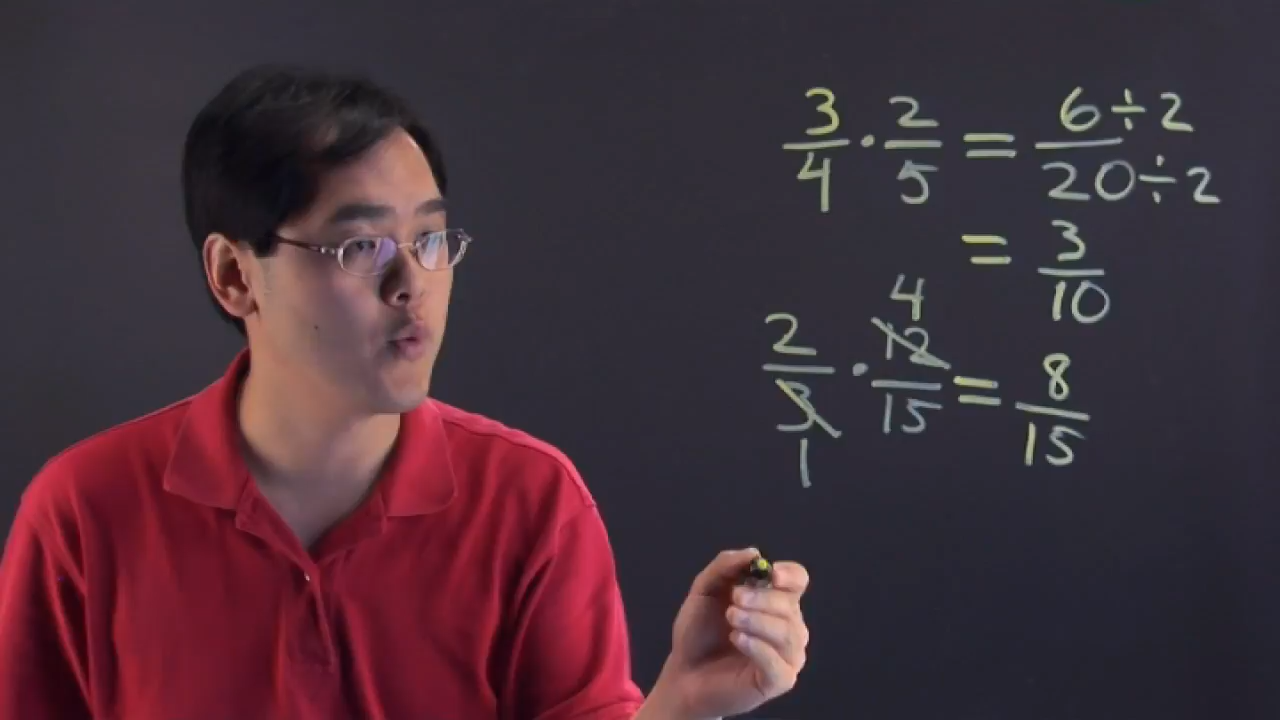 3/4 · 2/5 = 6÷2/20÷2
= 3/10
4
2/3 · 12/15 = 8/15
1